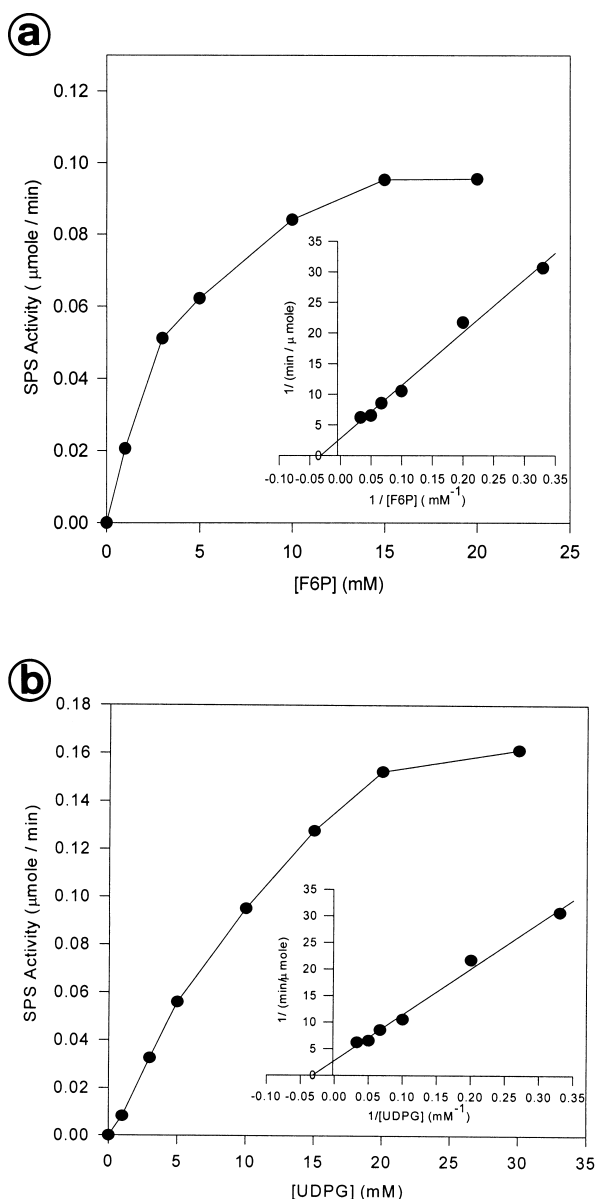 a
0.12
0.10
0.08
0.06
0.04
0.02
0.00
SPS Activity ( μmole / min)
0 5 10 15 20 25
[F6P] (mM)
35
30
25
20
15
10
5
0
1/ (min / μ mole)
-0.10 -0.05 0.00 0.05 0.10 0.15 0.20 0.25 0.30 0.35
1 / [F6P] ( mM-1)
b
0.18
0.16
0.14
0.12
0.10
0.08
0.06
0.04
0.02
0.00
SPS Activity (μmole / min)
0 5 10 15 20 25 30 35
[UDPG] (mM)
35
30
25
20
15
10
5
0
1/ (min/μ mole)
-0.10 -0.05 0.00 0.05 0.10 0.15 0.20 0.25 0.30 0.35
1/[UDPG] (mM-1)